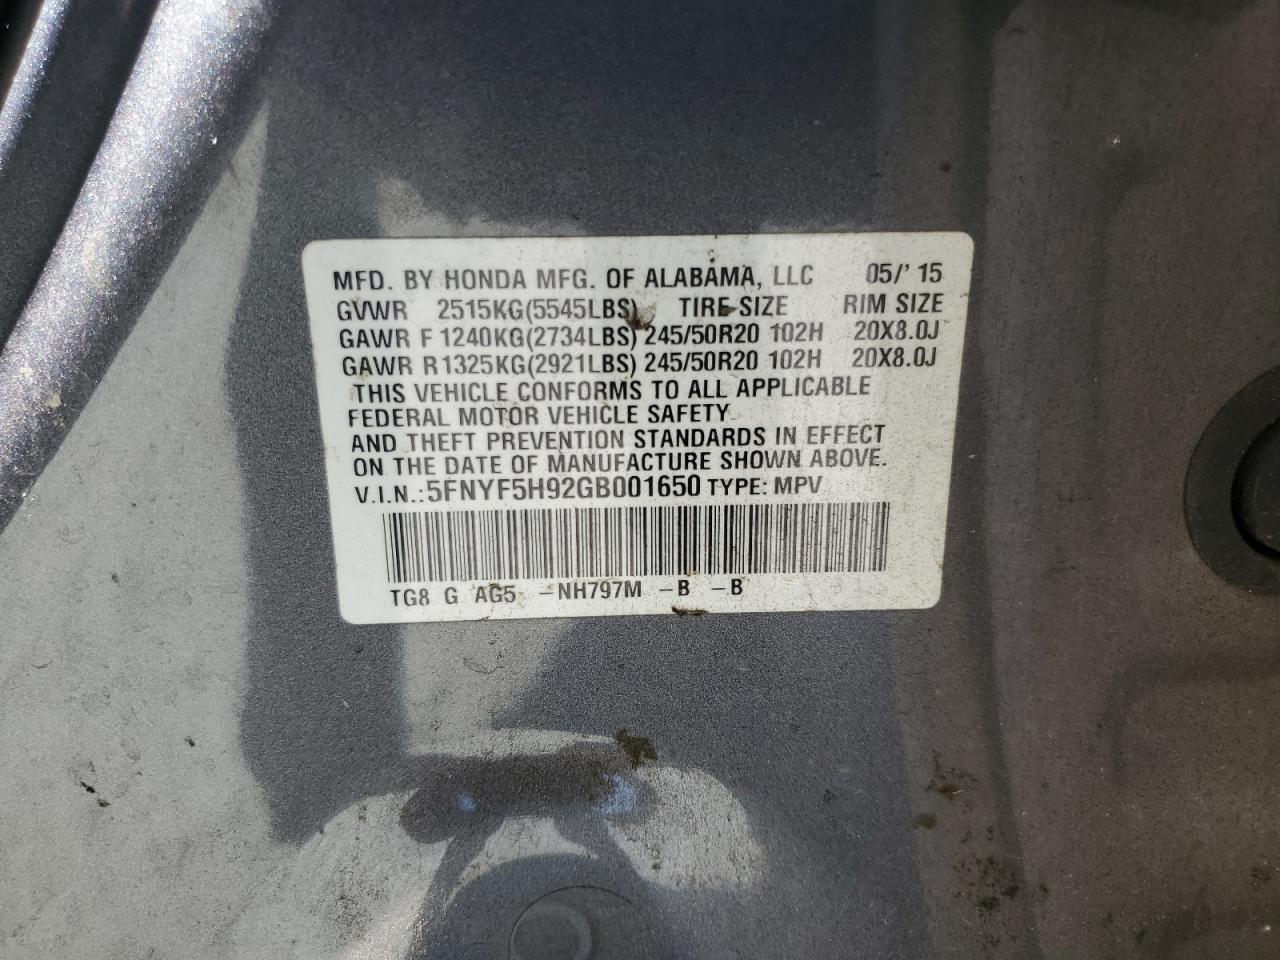 MFD. BY HONDA MFG. OF ALABAMA, LLC 05/'15
GVWR 2515KG(5545LBS) TIRE SIZE RIM SIZE
GAWR F 1240KG(2734LBS) 245/50R20 102H 20X8.0J
GAWR R1325KG(2921LBS) 245/50R20 102H 20X8.0J
THIS VEHICLE CONFORMS TO ALL APPLICABLE
FEDERAL MOTOR VEHICLE SAFETY
AND THEFT PREVENTION STANDARDS IN EFFECT
ON THE DATE OF MANUFACTURE SHOWN ABOVE.
V.I.N.:5FNYF5H92GB001650 TYPE: MPV
TG8 G AG5 -NH797M -B -B